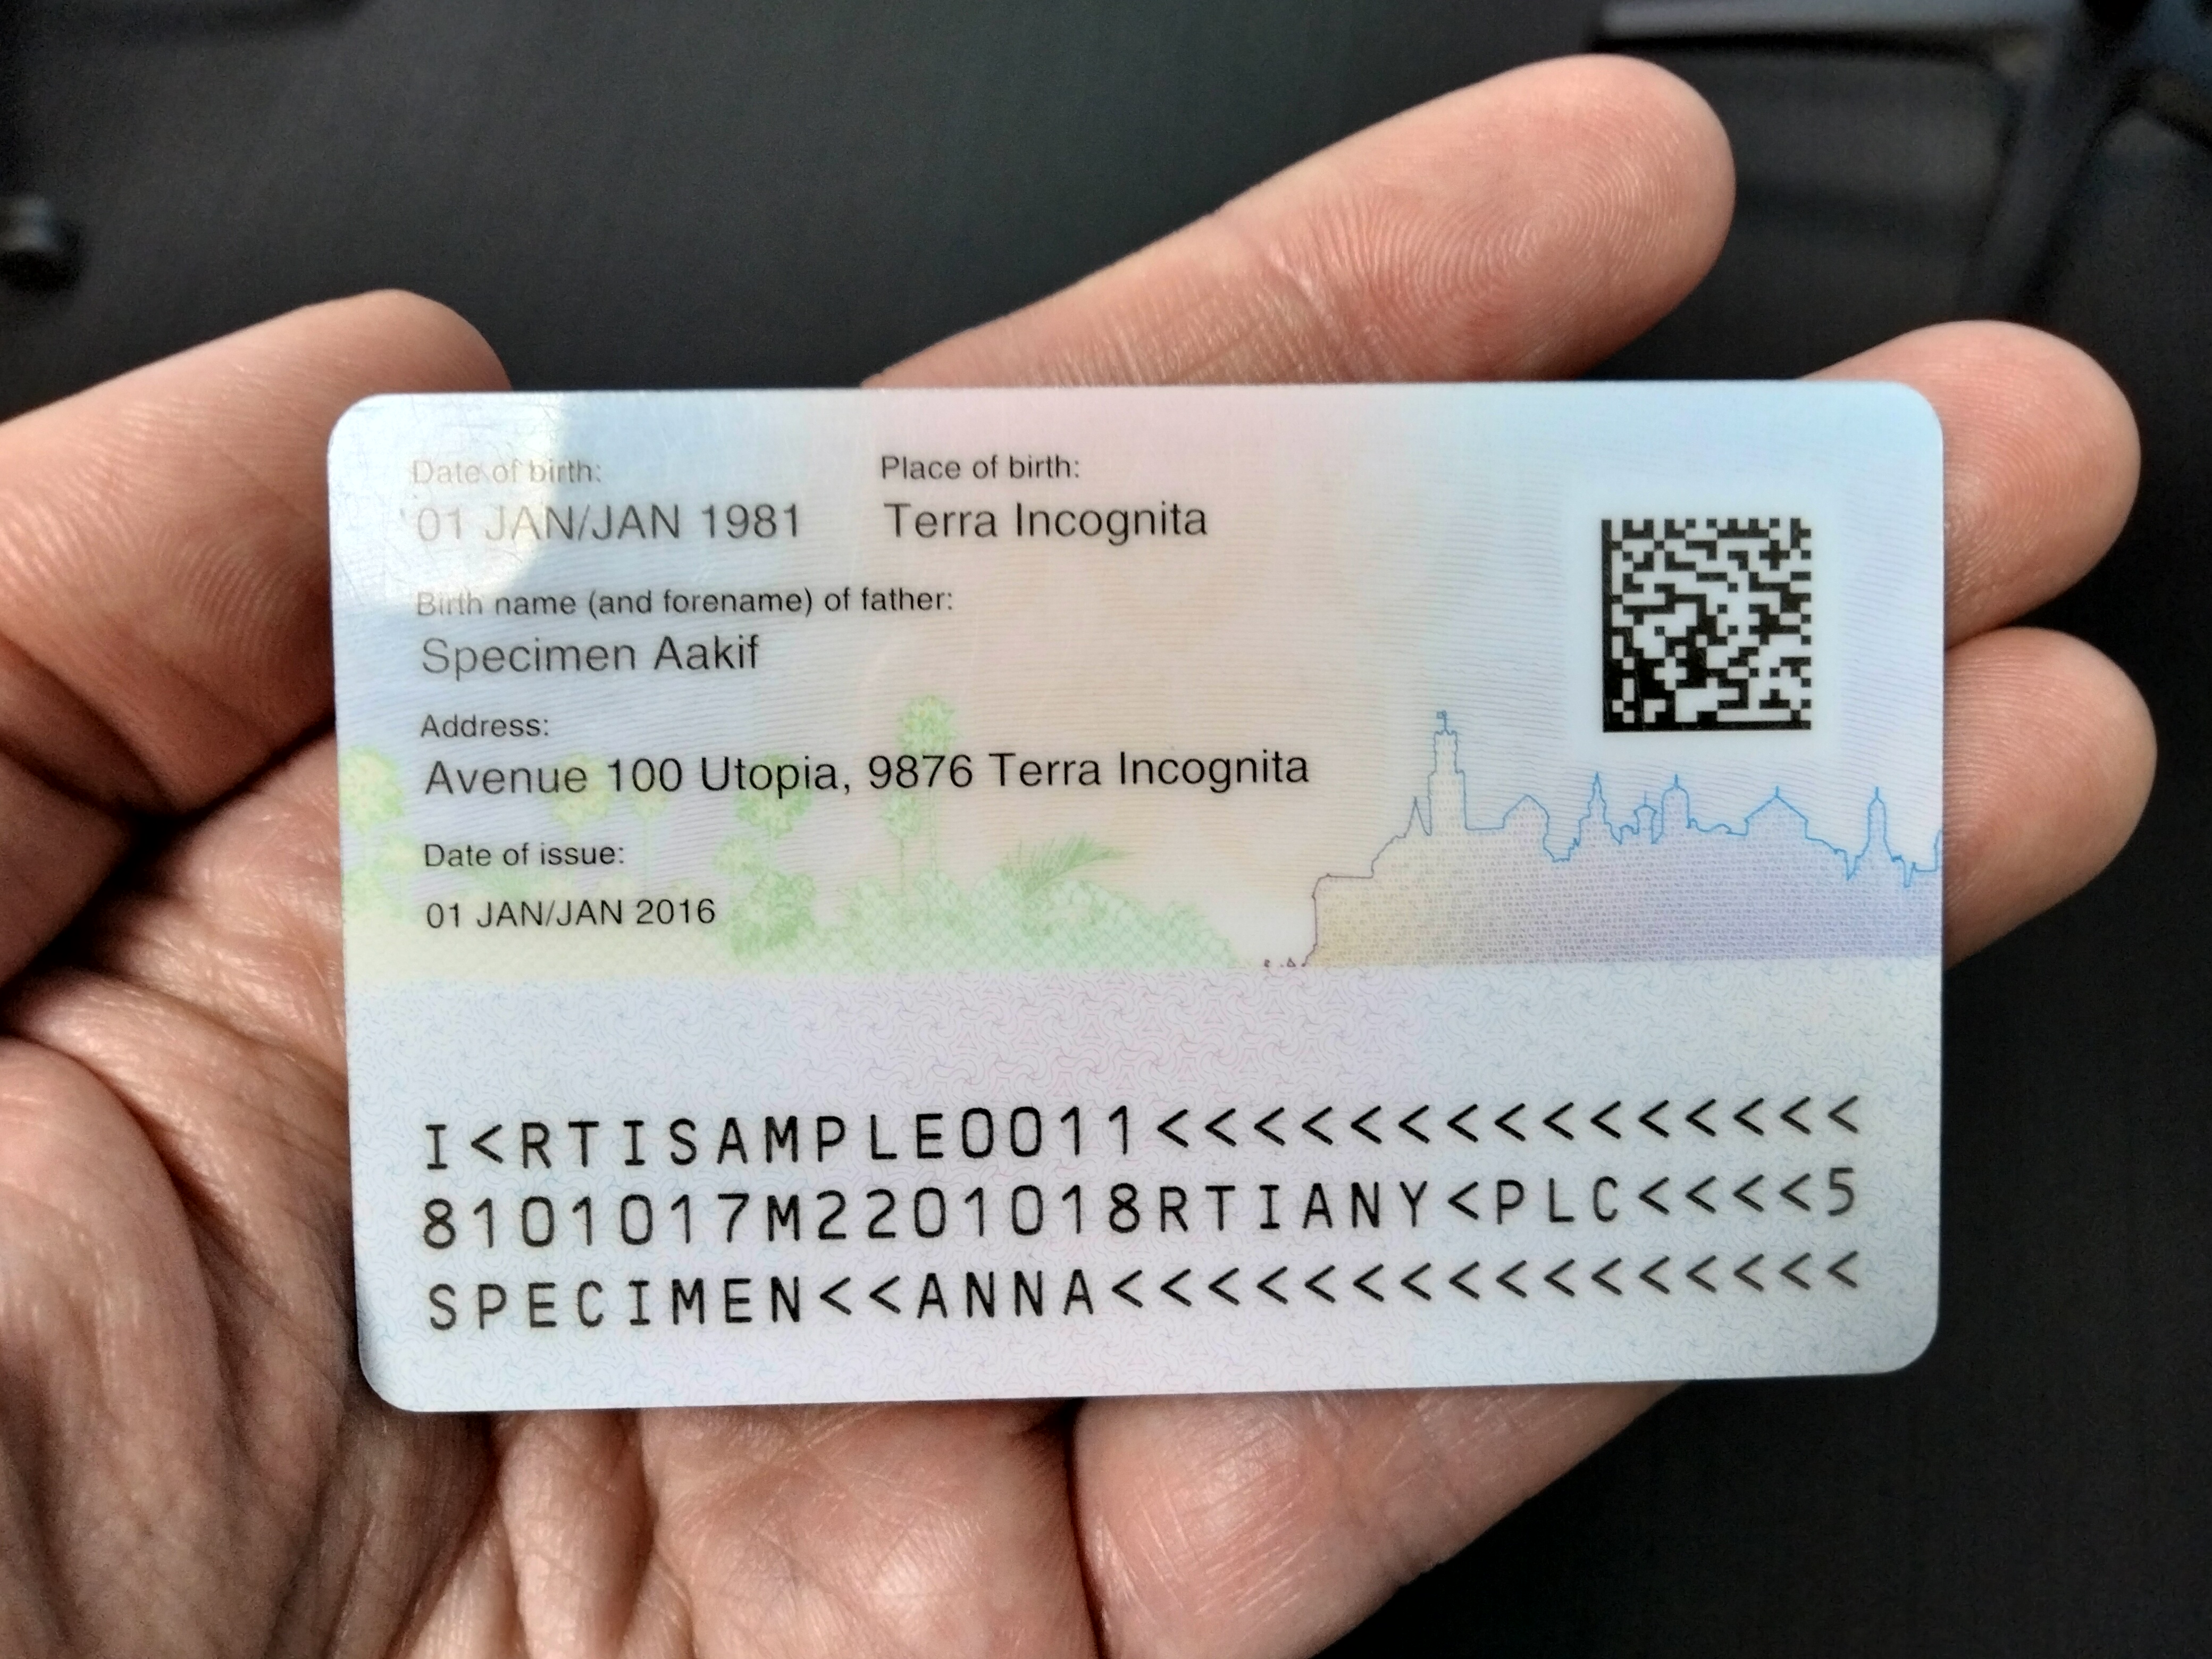 Date of birth: Place of birth:
01 JAN/JAN 1981 Terra Incognita
Birth name (and forename) of father:
Specimen Aakif
Address:
Avenue 100 Utopia, 9876 Terra Incognita
Date of issue:
01 JAN/JAN 2016
I<RTISAMPLE0011<<<<<<<<<<<<<<<
8101017M2201018RTIANY<PLC<<<<5
SPECIMEN<<ANNA<<<<<<<<<<<<<<<<